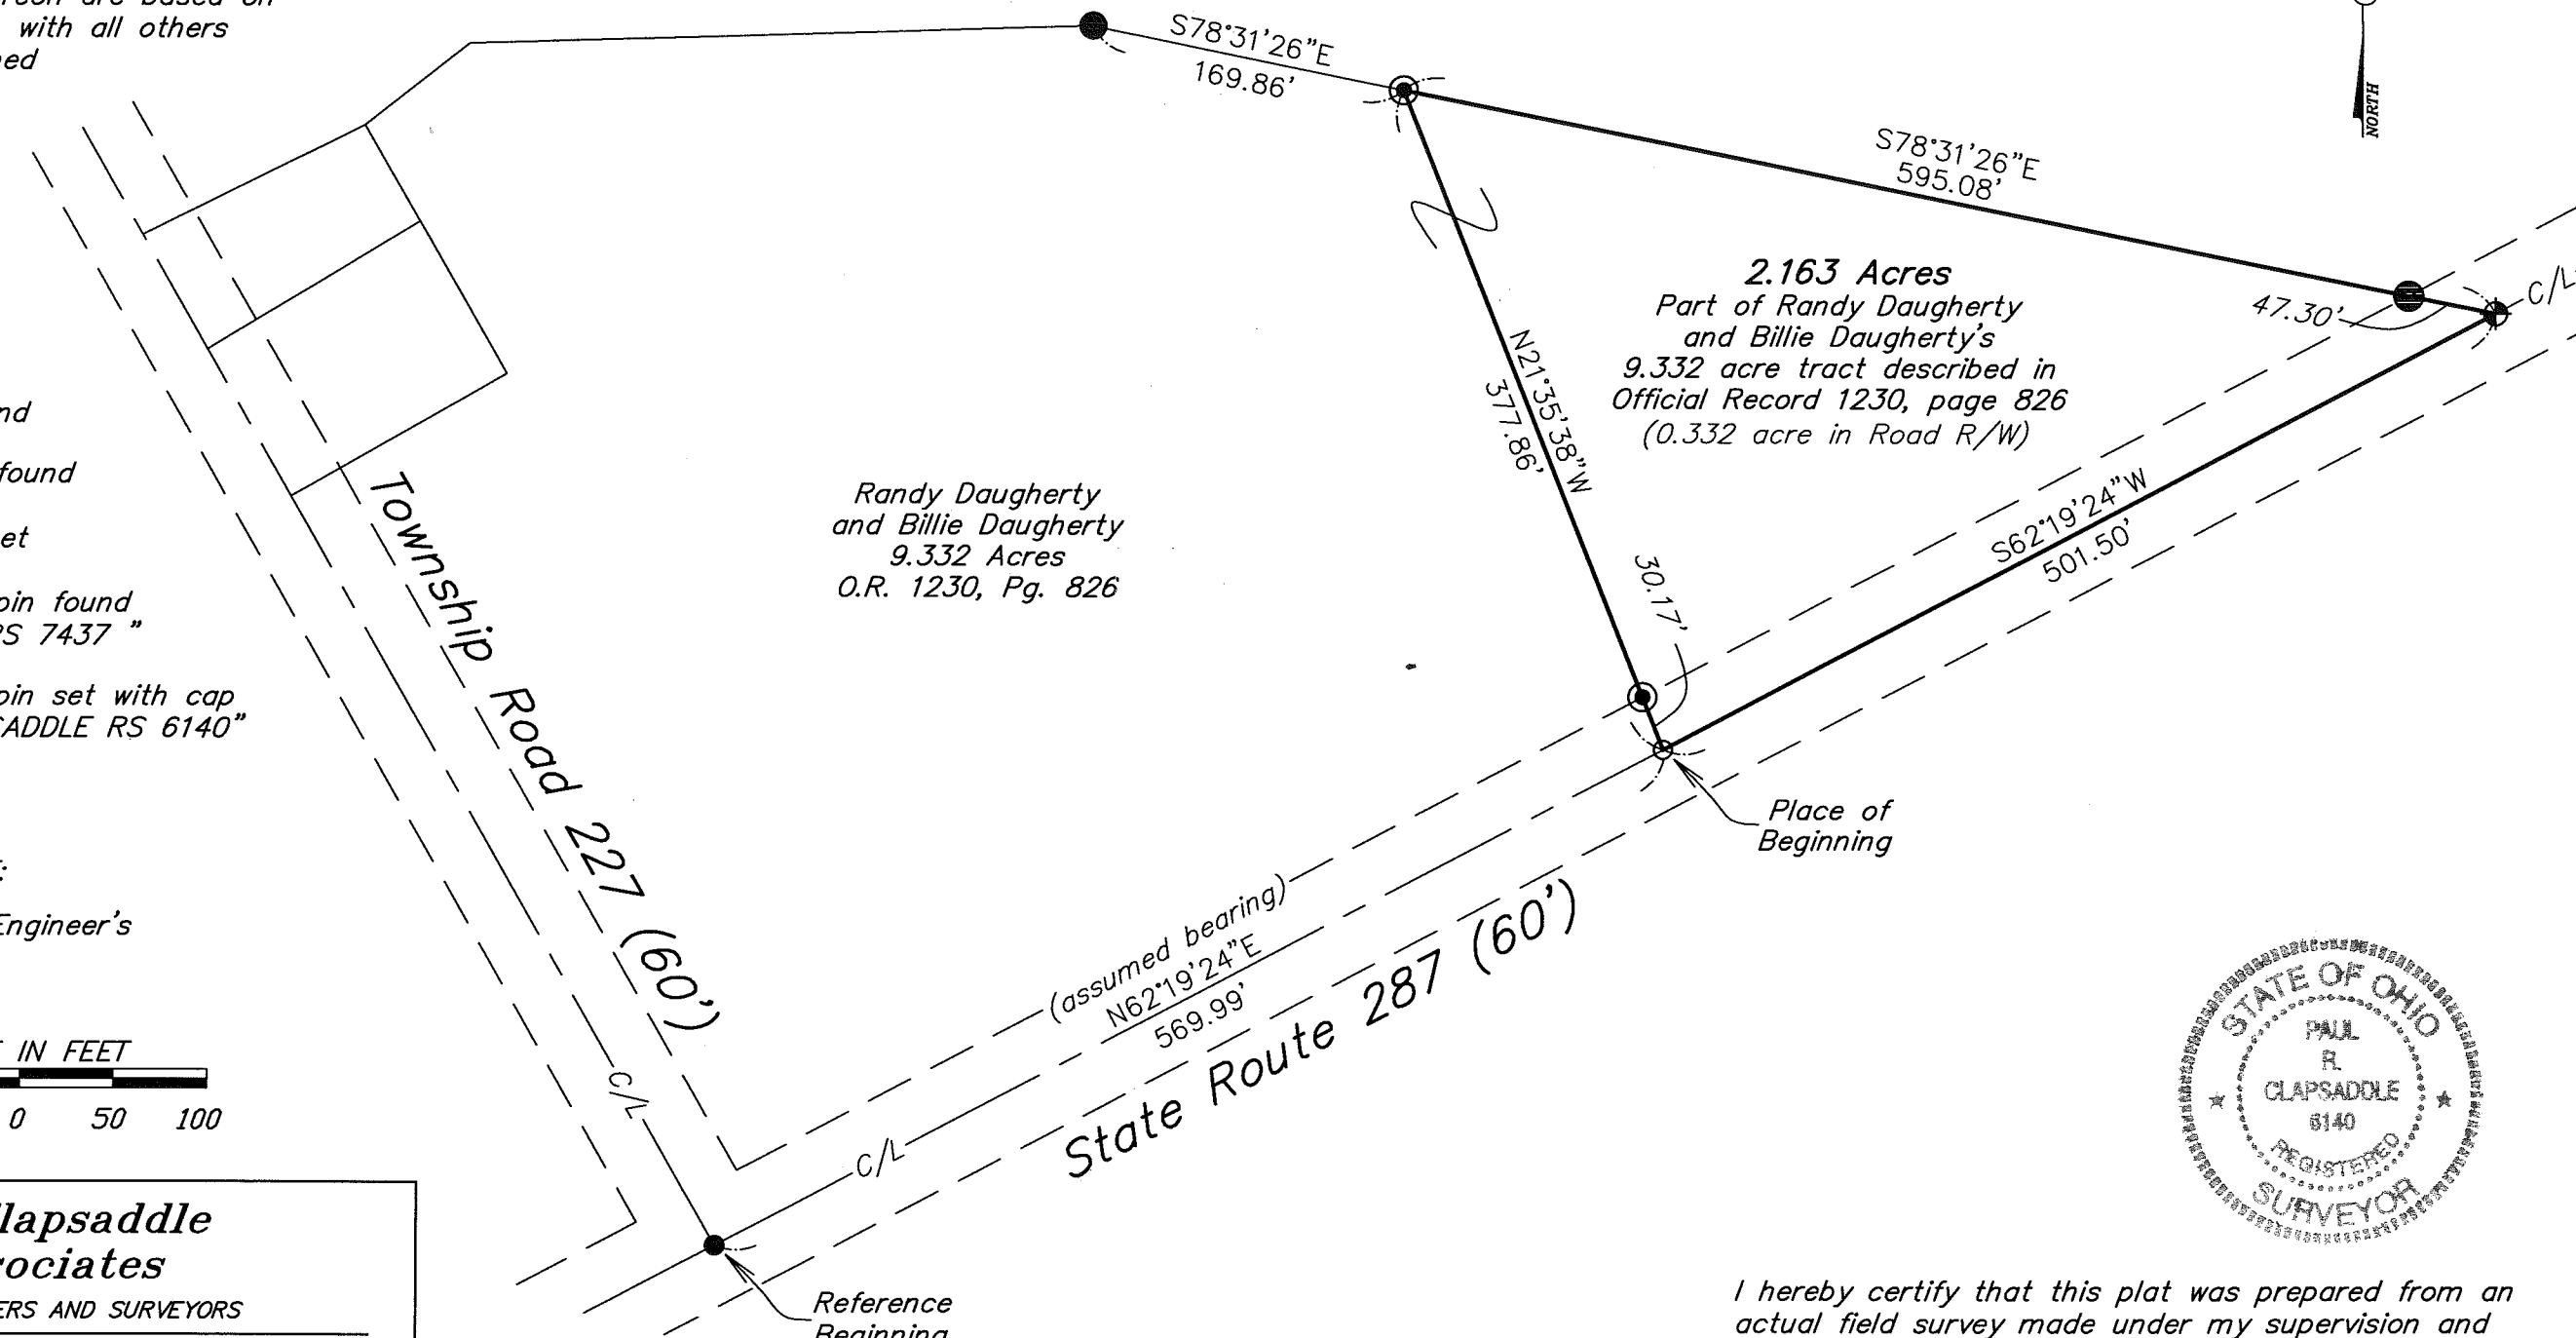 with all others
S78°31'26"E
169.86'
NORTH
S78°31'26"E
595.08'
2.163 Acres
Part of Randy Daugherty
and Billie Daugherty's
9.332 acre tract described in
Official Record 1230, page 826
(0.332 acre in Road R/W)
47.30'
C/L
N21°35'38"W
377.86'
30.17'
S62°19'24"W
501.50'
Randy Daugherty
and Billie Daugherty
9.332 Acres
O.R. 1230, Pg. 826
Township Road 227 (60')
found
pin found
RS 7437 "
pin set with cap
RS 6140"
Place of
Beginning
Engineer's
(assumed bearing)
N62°19'24"E
569.99'
State Route 287 (60')
C/L
C/L
IN FEET
0 50 100
AND SURVEYORS
Reference
Beginning
STATE OF OHIO
PAUL
R.
CLAPSADDLE
6140
REGISTERED
SURVEYOR
I hereby certify that this plat was prepared from an
actual field survey made under my supervision and